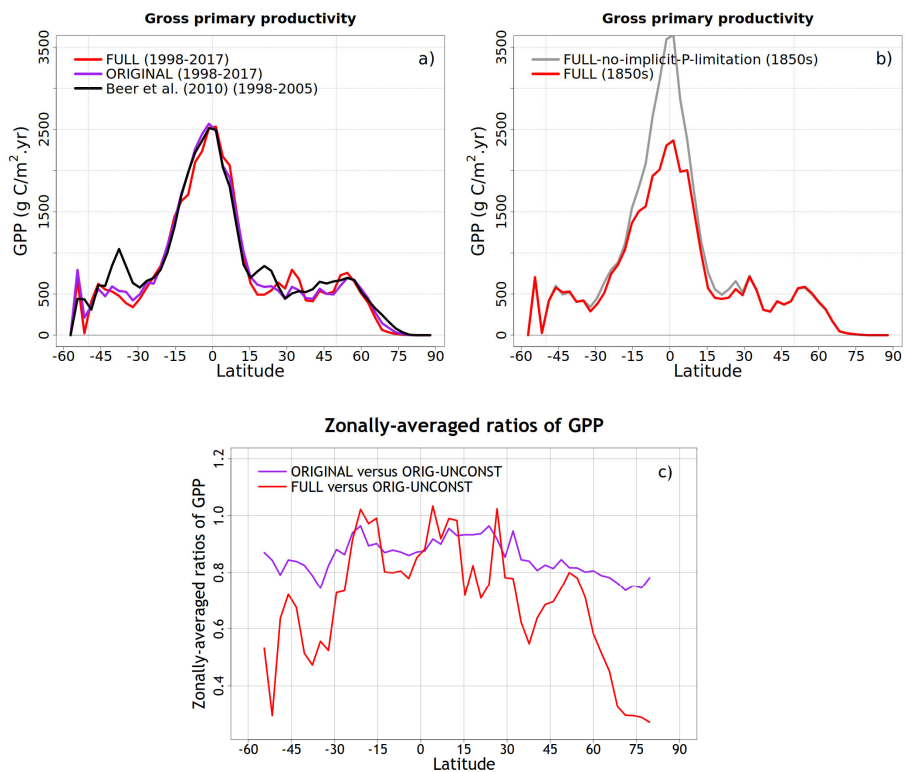 Gross primary productivity
a)
FULL (1998-2017)
ORIGINAL (1998-2017)
Beer et al. (2010) (1998-2005)
GPP (g C/m².yr)
3500
2500
1500
500
0
-60 -45 -30 -15 0 15 30 45 60 75 90
Latitude
Gross primary productivity
b)
FULL-no-implicit-P-limitation (1850s)
FULL (1850s)
GPP (g C/m².yr)
3500
2500
1500
500
0
-60 -45 -30 -15 0 15 30 45 60 75 90
Latitude
Zonally-averaged ratios of GPP
c)
ORIGINAL versus ORIG-UNCONST
FULL versus ORIG-UNCONST
Zonally-averaged ratios of GPP
1.2
1.0
0.8
0.6
0.4
-60 -45 -30 -15 0 15 30 45 60 75 90
Latitude